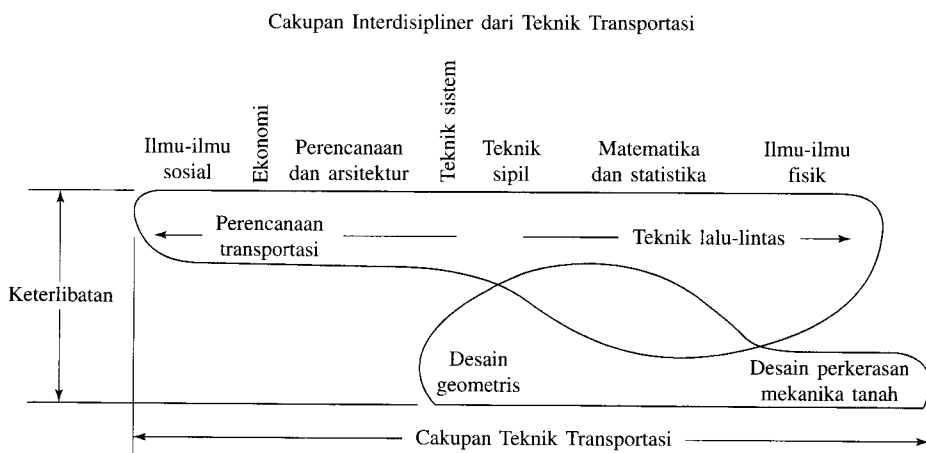 Cakupan Interdisipliner dari Teknik Transportasi
Ilmu-ilmu
sosial
Ekonomi
Perencanaan
dan arsitektur
Teknik sistem
Teknik
sipil
Matematika
dan statistika
Ilmu-ilmu
fisik
Perencanaan
transportasi
Teknik lalu-lintas
Keterlibatan
Desain
geometris
Desain perkerasan
mekanika tanah
Cakupan Teknik Transportasi